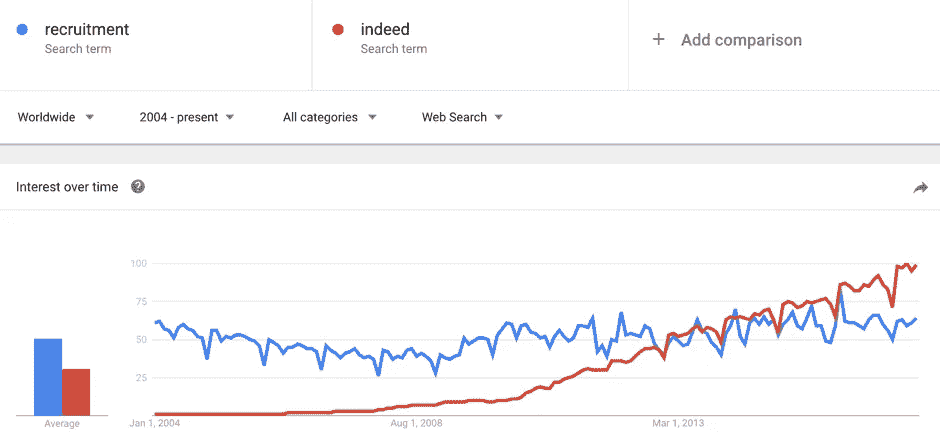 recruitment
Search term
indeed
Search term
+ Add comparison
Worldwide
2004 - present
All categories
Web Search
Interest over time
?
100
75
50
25
Average
Jan 1, 2004
Aug 1, 2008
Mar 1, 2013